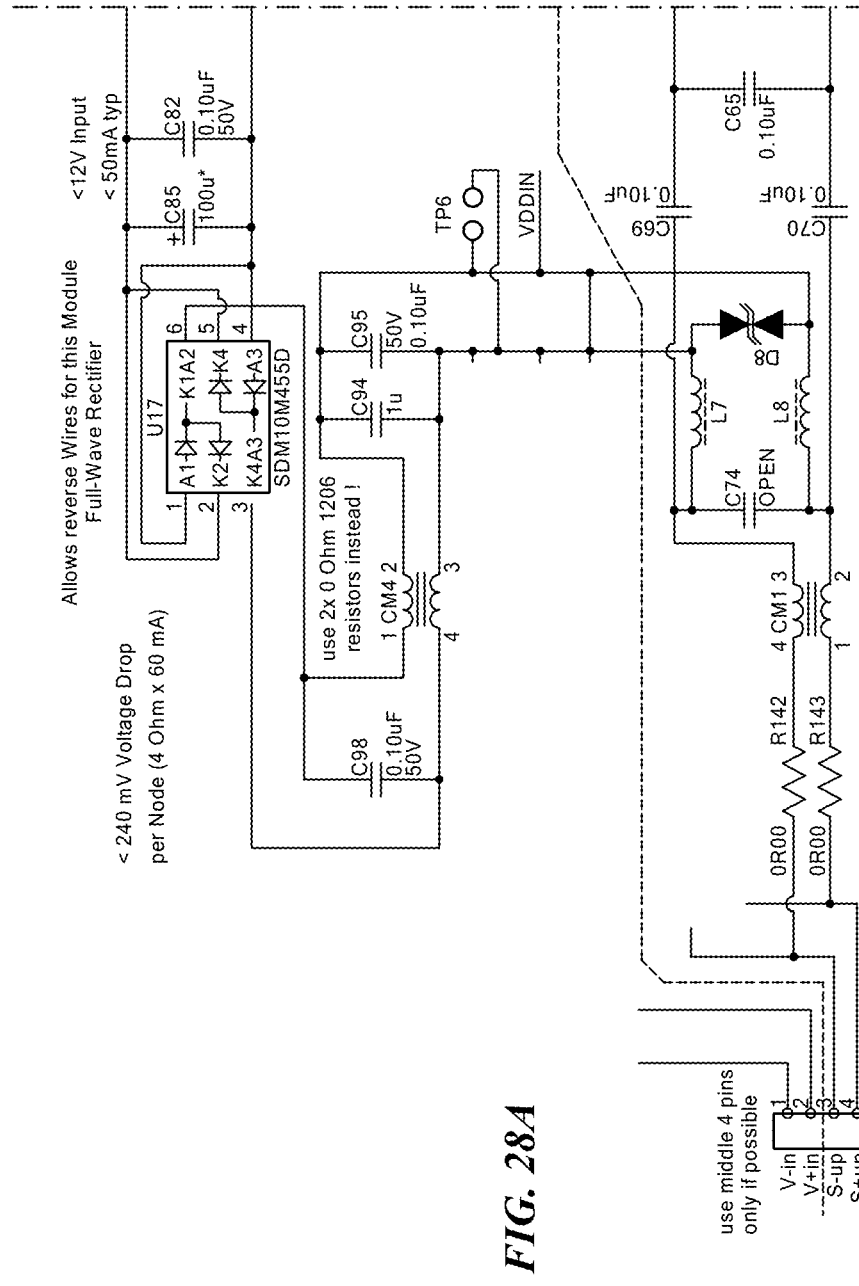 <12V Input
< 50mA typ
C82
0.10uF
50V
+
C85
100u*
Allows reverse Wires for this Module
Full-Wave Rectifier
U17
6
5
4
A1
K1A2
K2
K4
K4A3
A3
1
2
3
SDM10M455D
< 240 mV Voltage Drop
per Node (4 Ohm x 60 mA)
use 2x 0 Ohm 1206
resistors instead !
1 CM4 2
4
3
C98
0.10uF
50V
C94
1u
C95
50V
0.10uF
TP6
VDDIN
C65
0.10uF
0.10uF
C69
0.10uF
C70
D8
L7
L8
C74
OPEN
4 CM1 3
1
2
R142
0R00
R143
0R00
use middle 4 pins
only if possible
1
2
3
4
V-in
V+in
S-up
S+up
FIG. 28A